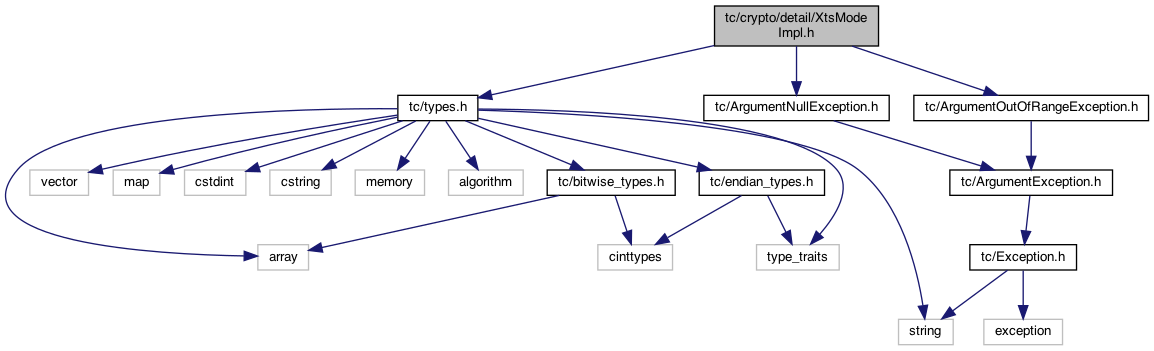 tc/crypto/detail/XtsMode
Impl.h
tc/types.h
tc/ArgumentNullException.h
tc/ArgumentOutOfRangeException.h
vector
map
cstdint
cstring
memory
algorithm
tc/bitwise_types.h
tc/endian_types.h
tc/ArgumentException.h
array
cinttypes
type_traits
tc/Exception.h
string
exception